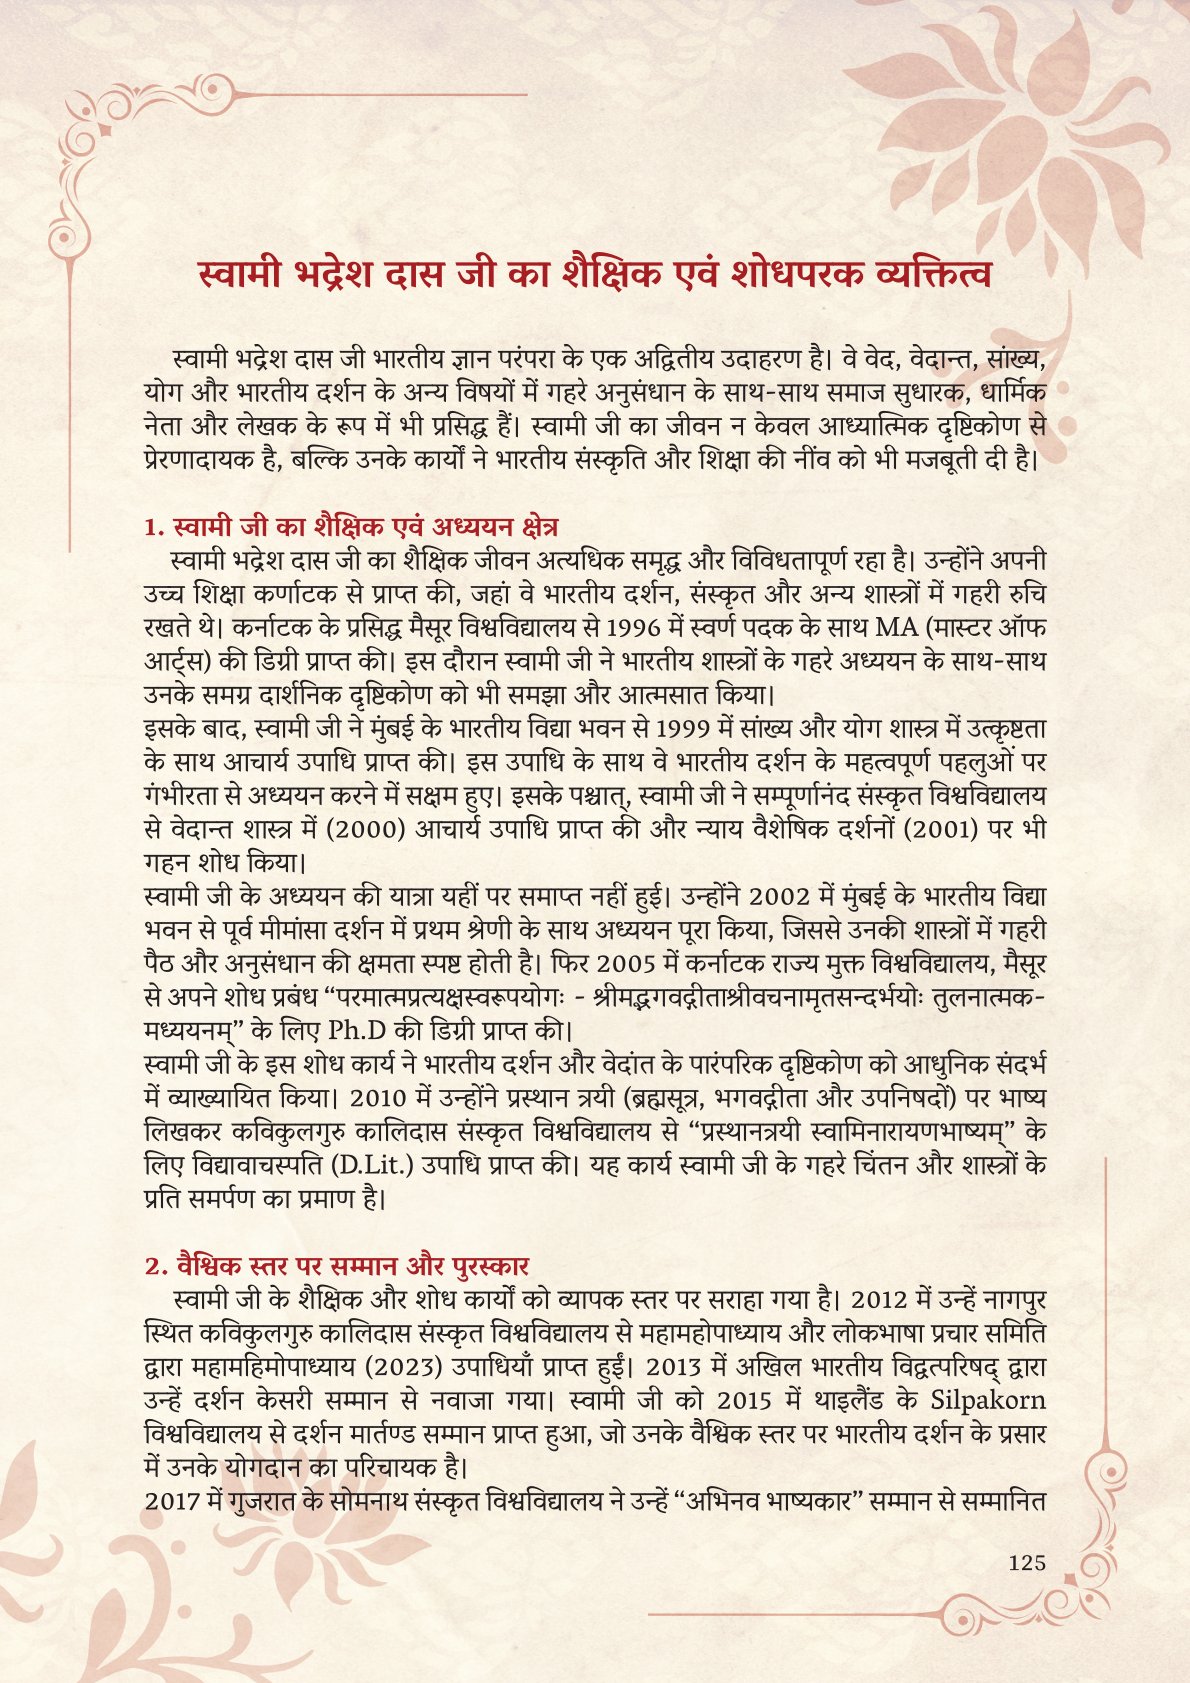 स्वामी भद्रेश दास जी का शैक्षिक एवं शोधपरक व्यक्तित्व
स्वामी भद्रेश दास जी भारतीय ज्ञान परंपरा के एक अद्वितीय उदाहरण है। वे वेद, वेदान्त, सांख्य,
योग और भारतीय दर्शन के अन्य विषयों में गहरे अनुसंधान के साथ-साथ समाज सुधारक, धार्मिक
नेता और लेखक के रूप में भी प्रसिद्ध हैं। स्वामी जी का जीवन न केवल आध्यात्मिक दृष्टिकोण से
प्रेरणादायक है, बल्कि उनके कार्यों ने भारतीय संस्कृति और शिक्षा की नींव को भी मजबूती दी है।
1. स्वामी जी का शैक्षिक एवं अध्ययन क्षेत्र
स्वामी भद्रेश दास जी का शैक्षिक जीवन अत्यधिक समृद्ध और विविधतापूर्ण रहा है। उन्होंने अपनी
उच्च शिक्षा कर्णाटक से प्राप्त की, जहां वे भारतीय दर्शन, संस्कृत और अन्य शास्त्रों में गहरी रुचि
रखते थे। कर्नाटक के प्रसिद्ध मैसूर विश्वविद्यालय से 1996 में स्वर्ण पदक के साथ MA (मास्टर ऑफ
आर्ट्स) की डिग्री प्राप्त की। इस दौरान स्वामी जी ने भारतीय शास्त्रों के गहरे अध्ययन के साथ-साथ
उनके समग्र दार्शनिक दृष्टिकोण को भी समझा और आत्मसात किया।
इसके बाद, स्वामी जी ने मुंबई के भारतीय विद्या भवन से 1999 में सांख्य और योग शास्त्र में उत्कृष्टता
के साथ आचार्य उपाधि प्राप्त की। इस उपाधि के साथ वे भारतीय दर्शन के महत्वपूर्ण पहलुओं पर
गंभीरता से अध्ययन करने में सक्षम हुए। इसके पश्चात्, स्वामी जी ने सम्पूर्णानंद संस्कृत विश्वविद्यालय
से वेदान्त शास्त्र में (2000) आचार्य उपाधि प्राप्त की और न्याय वैशेषिक दर्शनों (2001) पर भी
गहन शोध किया।
स्वामी जी के अध्ययन की यात्रा यहीं पर समाप्त नहीं हुई। उन्होंने 2002 में मुंबई के भारतीय विद्या
भवन से पूर्व मीमांसा दर्शन में प्रथम श्रेणी के साथ अध्ययन पूरा किया, जिससे उनकी शास्त्रों में गहरी
पैठ और अनुसंधान की क्षमता स्पष्ट होती है। फिर 2005 में कर्नाटक राज्य मुक्त विश्वविद्यालय, मैसूर
से अपने शोध प्रबंध “परमात्मप्रत्यक्षस्वरूपयोगः - श्रीमद्भगवद्गीताश्रीवचनामृतसन्दर्भयोः तुलनात्मक-
मध्ययनम्” के लिए Ph.D की डिग्री प्राप्त की।
स्वामी जी के इस शोध कार्य ने भारतीय दर्शन और वेदांत के पारंपरिक दृष्टिकोण को आधुनिक संदर्भ
में व्याख्यायित किया। 2010 में उन्होंने प्रस्थान त्रयी (ब्रह्मसूत्र, भगवद्गीता और उपनिषदों) पर भाष्य
लिखकर कविकुलगुरु कालिदास संस्कृत विश्वविद्यालय से “प्रस्थानत्रयी स्वामिनारायणभाष्यम्” के
लिए विद्यावाचस्पति (D.Lit.) उपाधि प्राप्त की। यह कार्य स्वामी जी के गहरे चिंतन और शास्त्रों के
प्रति समर्पण का प्रमाण है।
2. वैश्विक स्तर पर सम्मान और पुरस्कार
स्वामी जी के शैक्षिक और शोध कार्यों को व्यापक स्तर पर सराहा गया है। 2012 में उन्हें नागपुर
स्थित कविकुलगुरु कालिदास संस्कृत विश्वविद्यालय से महामहोपाध्याय और लोकभाषा प्रचार समिति
द्वारा महामहिमोपाध्याय (2023) उपाधियाँ प्राप्त हुईं। 2013 में अखिल भारतीय विद्वत्परिषद् द्वारा
उन्हें दर्शन केसरी सम्मान से नवाजा गया। स्वामी जी को 2015 में थाइलैंड के Silpakorn
विश्वविद्यालय से दर्शन मार्तण्ड सम्मान प्राप्त हुआ, जो उनके वैश्विक स्तर पर भारतीय दर्शन के प्रसार
में उनके योगदान का परिचायक है।
2017 में गुजरात के सोमनाथ संस्कृत विश्वविद्यालय ने उन्हें “अभिनव भाष्यकार” सम्मान से सम्मानित
125